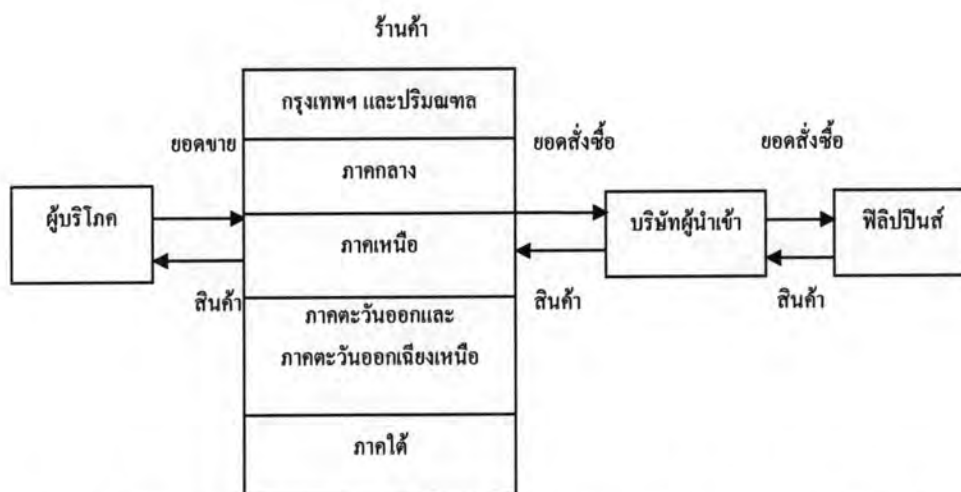 ร้านค้า
กรุงเทพฯ และปริมณฑล
ยอดขาย
ยอดสั่งซื้อ
ยอดสั่งซื้อ
ภาคกลาง
ผู้บริโภค
ภาคเหนือ
บริษัทผู้นำเข้า
ฟิลิปปินส์
สินค้า
สินค้า
สินค้า
ภาคตะวันออกและ
ภาคตะวันออกเฉียงเหนือ
ภาคใต้